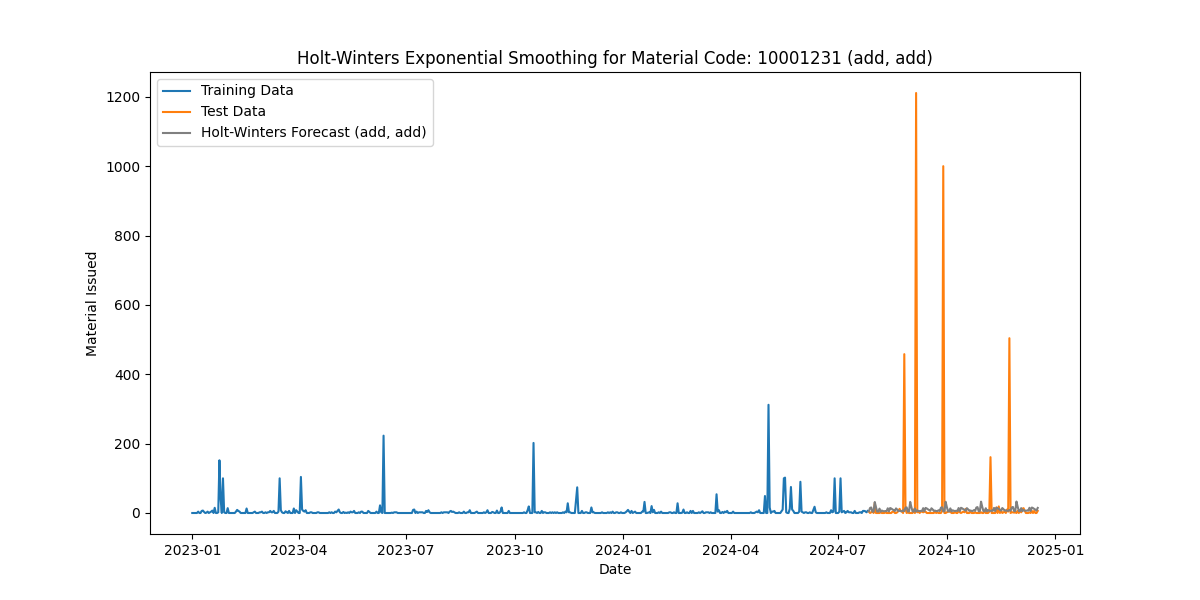 Holt-Winters Exponential Smoothing for Material Code: 10001231 (add, add)
Training Data
Test Data
Holt-Winters Forecast (add, add)
1200
1000
800
600
400
200
0
Material Issued
2023-01 2023-04 2023-07 2023-10 2024-01 2024-04 2024-07 2024-10 2025-01
Date